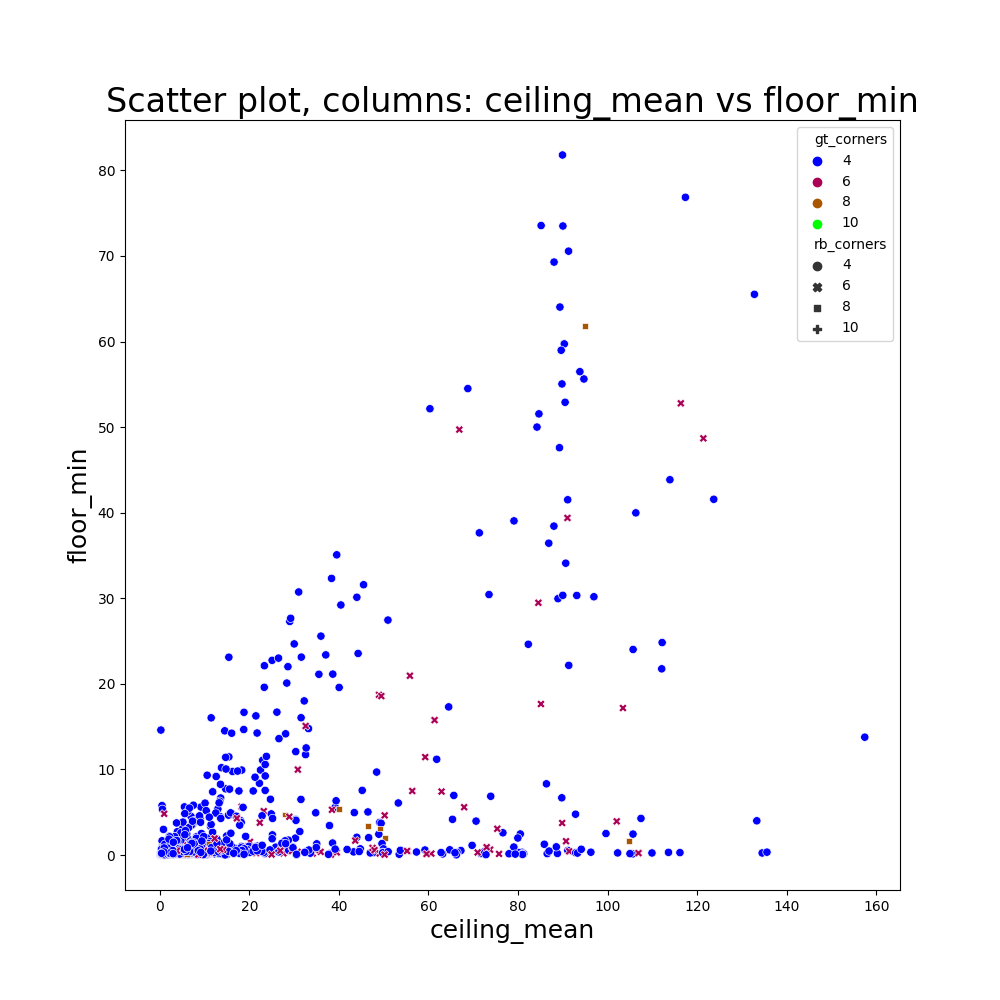 Scatter plot, columns: ceiling_mean vs floor_min
gt_corners
4
6
8
10
rb_corners
4
6
8
10
80
70
60
50
40
30
20
10
0
floor_min
0 20 40 60 80 100 120 140 160
ceiling_mean